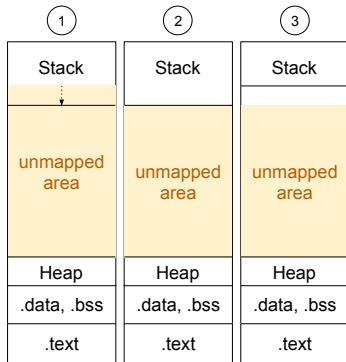 1 2 3
Stack Stack Stack
unmapped unmapped unmapped
area area area
Heap Heap Heap
.data, .bss .data, .bss .data, .bss
.text .text .text